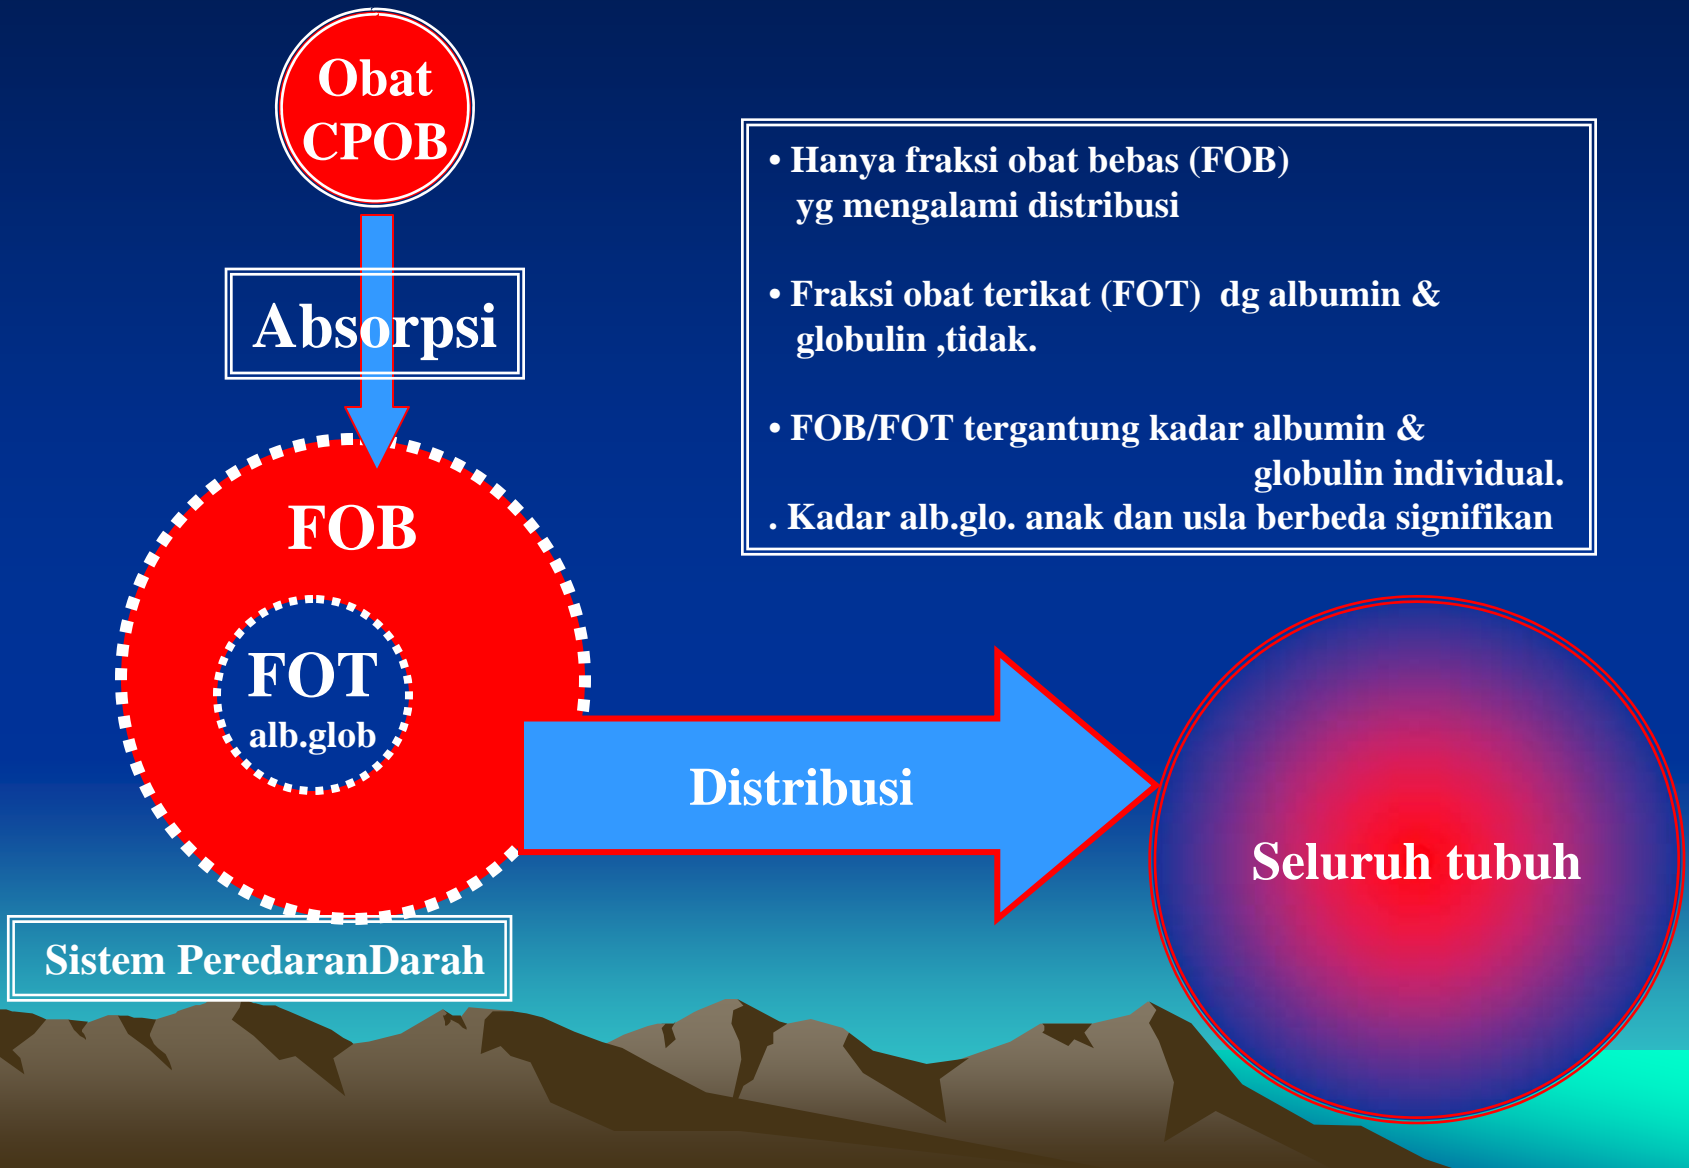 Obat
CPOB
Absorpsi
• Hanya fraksi obat bebas (FOB)
yg mengalami distribusi
• Fraksi obat terikat (FOT) dg albumin &
globulin ,tidak.
• FOB/FOT tergantung kadar albumin &
globulin individual.
. Kadar alb.glo. anak dan usla berbeda signifikan
FOB
FOT
alb.glob
Distribusi
Seluruh tubuh
Sistem PeredaranDarah